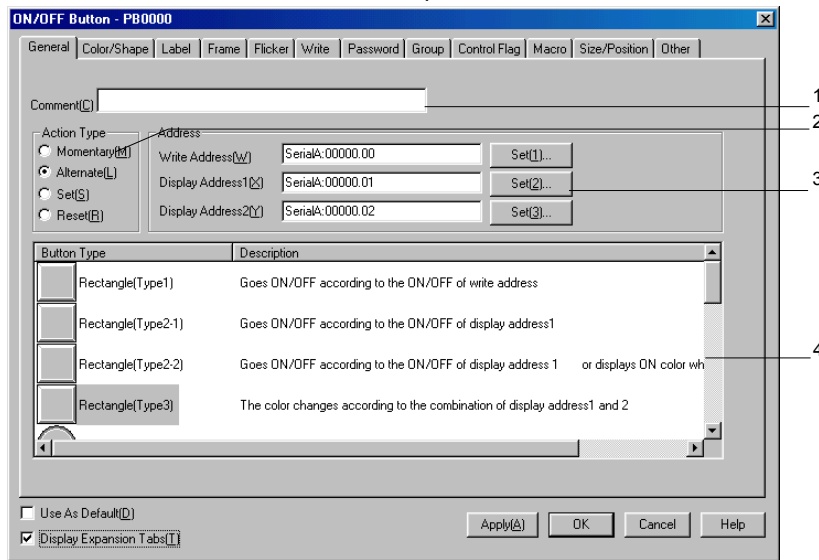 ON/OFF Button - PB0000
General Color/Shape Label Frame Flicker Write Password Group Control Flag Macro Size/Position Other
Comment(C)
1
Action Type
Address
2
Momentary(M)
Write Address(W) SerialA:00000.00 Set(1)...
Alternate(L)
Display Address1(X) SerialA:00000.01 Set(2)...
3
Set(S)
Display Address2(Y) SerialA:00000.02 Set(3)...
Reset(R)
Button Type Description
Rectangle(Type1) Goes ON/OFF according to the ON/OFF of write address
Rectangle(Type2-1) Goes ON/OFF according to the ON/OFF of display address1
Rectangle(Type2-2) Goes ON/OFF according to the ON/OFF of display address 1 or displays ON color wh
4
Rectangle(Type3) The color changes according to the combination of display address1 and 2
Use As Default(D)
Display Expansion Tabs(T)
Apply(A) OK Cancel Help